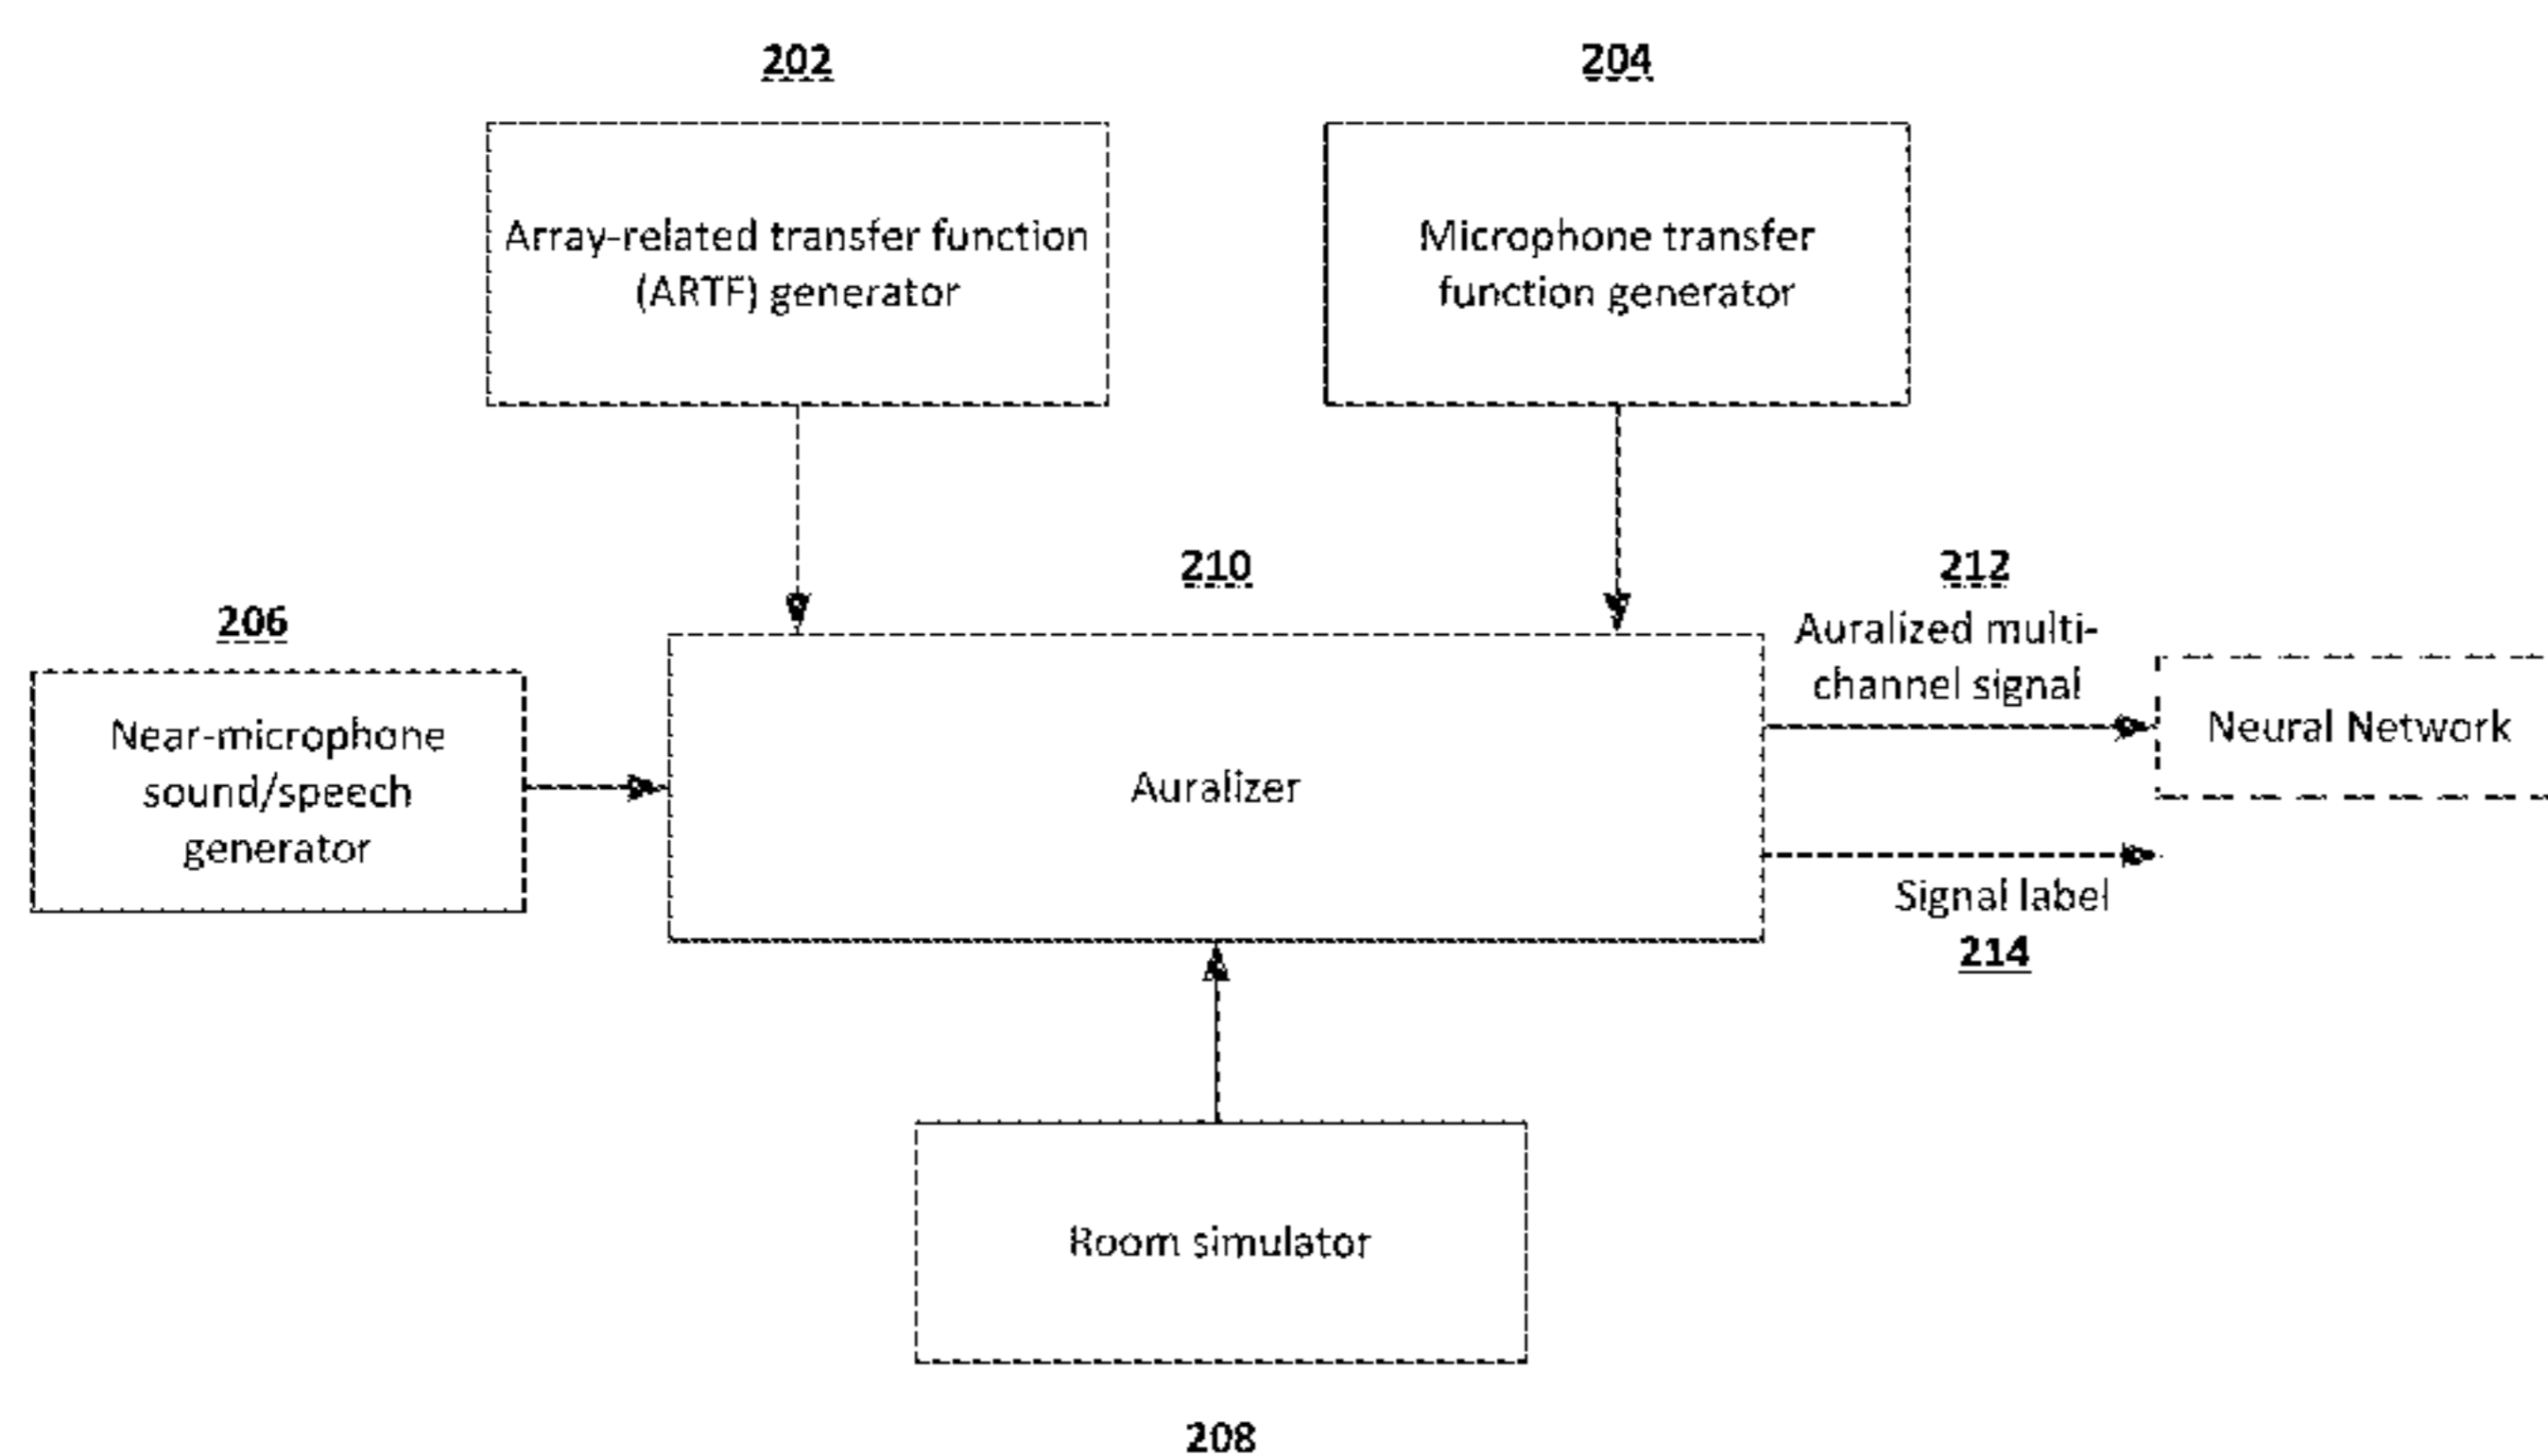 202
204
Array-related transfer function
(ARTF) generator
Microphone transfer
function generator
206
210
212
Auralized multi-
channel signal
Near-microphone
sound/speech
generator
Auralizer
Neural Network
Signal label
214
Room simulator
208